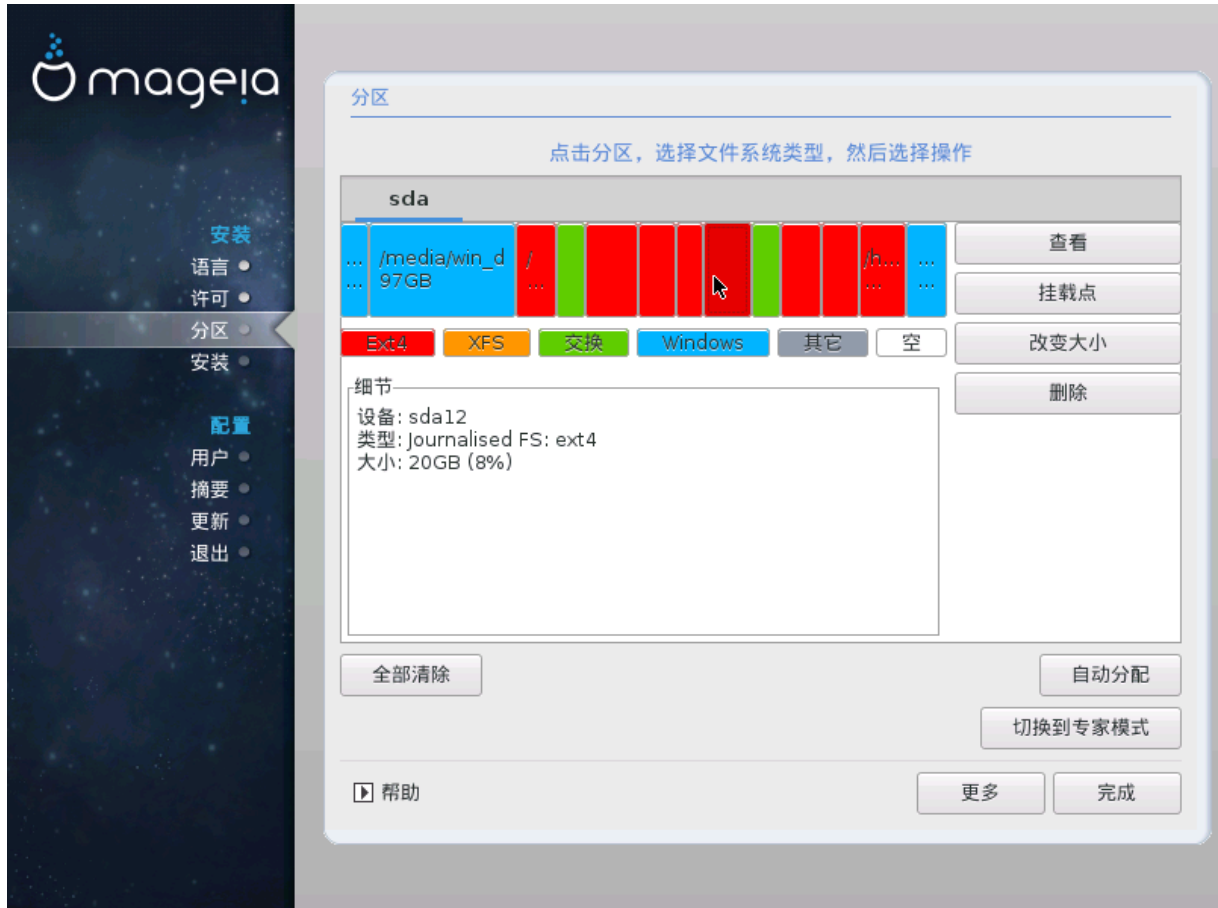 mageia
安装
语言
许可
分区
安装
配置
用户
摘要
更新
退出
分区
点击分区，选择文件系统类型，然后选择操作
sda
... /media/win_d / /h... ...
... 97GB ... ... ...
Ext4 XFS 交换 Windows 其它 空
查看
挂载点
改变大小
删除
细节
设备: sda12
类型: Journalised FS: ext4
大小: 20GB (8%)
全部清除
自动分配
切换到专家模式
帮助
更多
完成